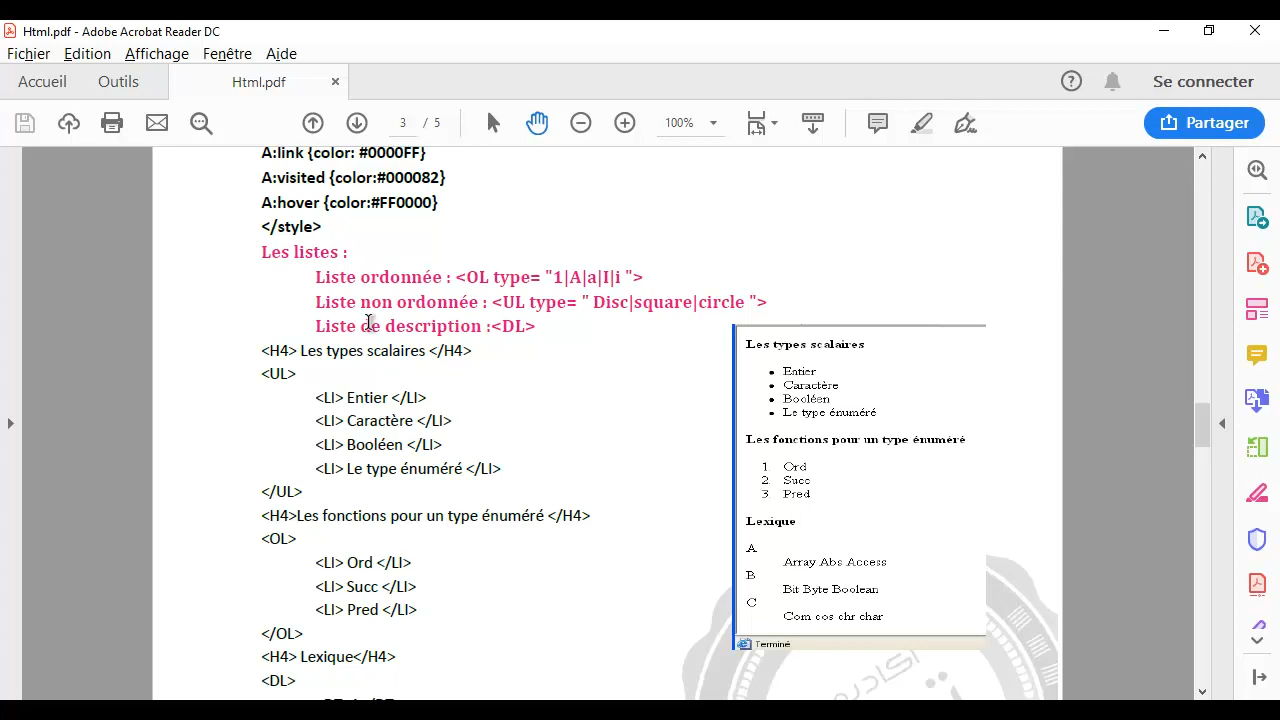 Html.pdf - Adobe Acrobat Reader DC
Fichier Edition Affichage Fenêtre Aide
Accueil Outils Html.pdf × ? Se connecter
3 / 5 100% Partager
A:link {color: #0000FF}
A:visited {color:#000082}
A:hover {color:#FF0000}
</style>
Les listes :
Liste ordonnée : <OL type= "1|A|a|I|i ">
Liste non ordonnée : <UL type= " Disc|square|circle ">
Liste de description :<DL>
<H4> Les types scalaires </H4>
<UL>
<LI> Entier </LI>
<LI> Caractère </LI>
<LI> Booléen </LI>
<LI> Le type énuméré </LI>
</UL>
<H4>Les fonctions pour un type énuméré </H4>
<OL>
<LI> Ord </LI>
<LI> Succ </LI>
<LI> Pred </LI>
</OL>
<H4> Lexique</H4>
<DL>
Les types scalaires
• Entier
• Caractère
• Booléen
• Le type énuméré
Les fonctions pour un type énuméré
1. Ord
2. Succ
3. Pred
Lexique
A
Array Abs Access
B
Bit Byte Boolean
C
Com cos chr char
Terminé